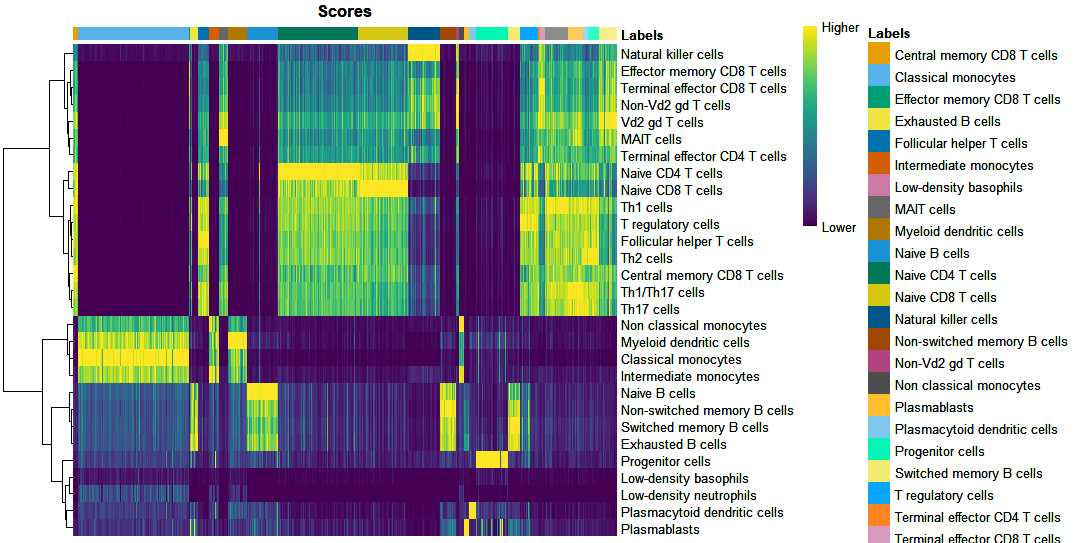 Scores
Labels
Natural killer cells
Effector memory CD8 T cells
Terminal effector CD8 T cells
Non-Vd2 gd T cells
Vd2 gd T cells
MAIT cells
Terminal effector CD4 T cells
Naive CD4 T cells
Naive CD8 T cells
Th1 cells
T regulatory cells
Follicular helper T cells
Th2 cells
Central memory CD8 T cells
Th1/Th17 cells
Th17 cells
Non classical monocytes
Myeloid dendritic cells
Classical monocytes
Intermediate monocytes
Naive B cells
Non-switched memory B cells
Switched memory B cells
Exhausted B cells
Progenitor cells
Low-density basophils
Low-density neutrophils
Plasmacytoid dendritic cells
Plasmablasts
Higher
Lower
Labels
Central memory CD8 T cells
Classical monocytes
Effector memory CD8 T cells
Exhausted B cells
Follicular helper T cells
Intermediate monocytes
Low-density basophils
MAIT cells
Myeloid dendritic cells
Naive B cells
Naive CD4 T cells
Naive CD8 T cells
Natural killer cells
Non-switched memory B cells
Non-Vd2 gd T cells
Non classical monocytes
Plasmablasts
Plasmacytoid dendritic cells
Progenitor cells
Switched memory B cells
T regulatory cells
Terminal effector CD4 T cells
Terminal effector CD8 T cells